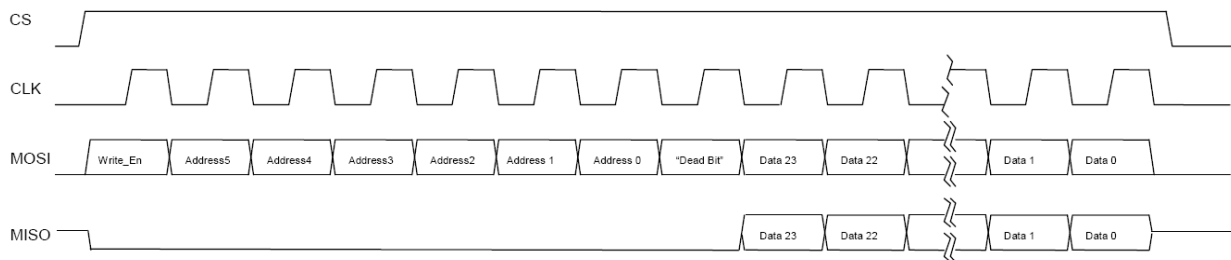 CS
CLK
MOSI Write_En Address5 Address4 Address3 Address2 Address 1 Address 0 "Dead Bit" Data 23 Data 22 Data 1 Data 0
MISO Data 23 Data 22 Data 1 Data 0